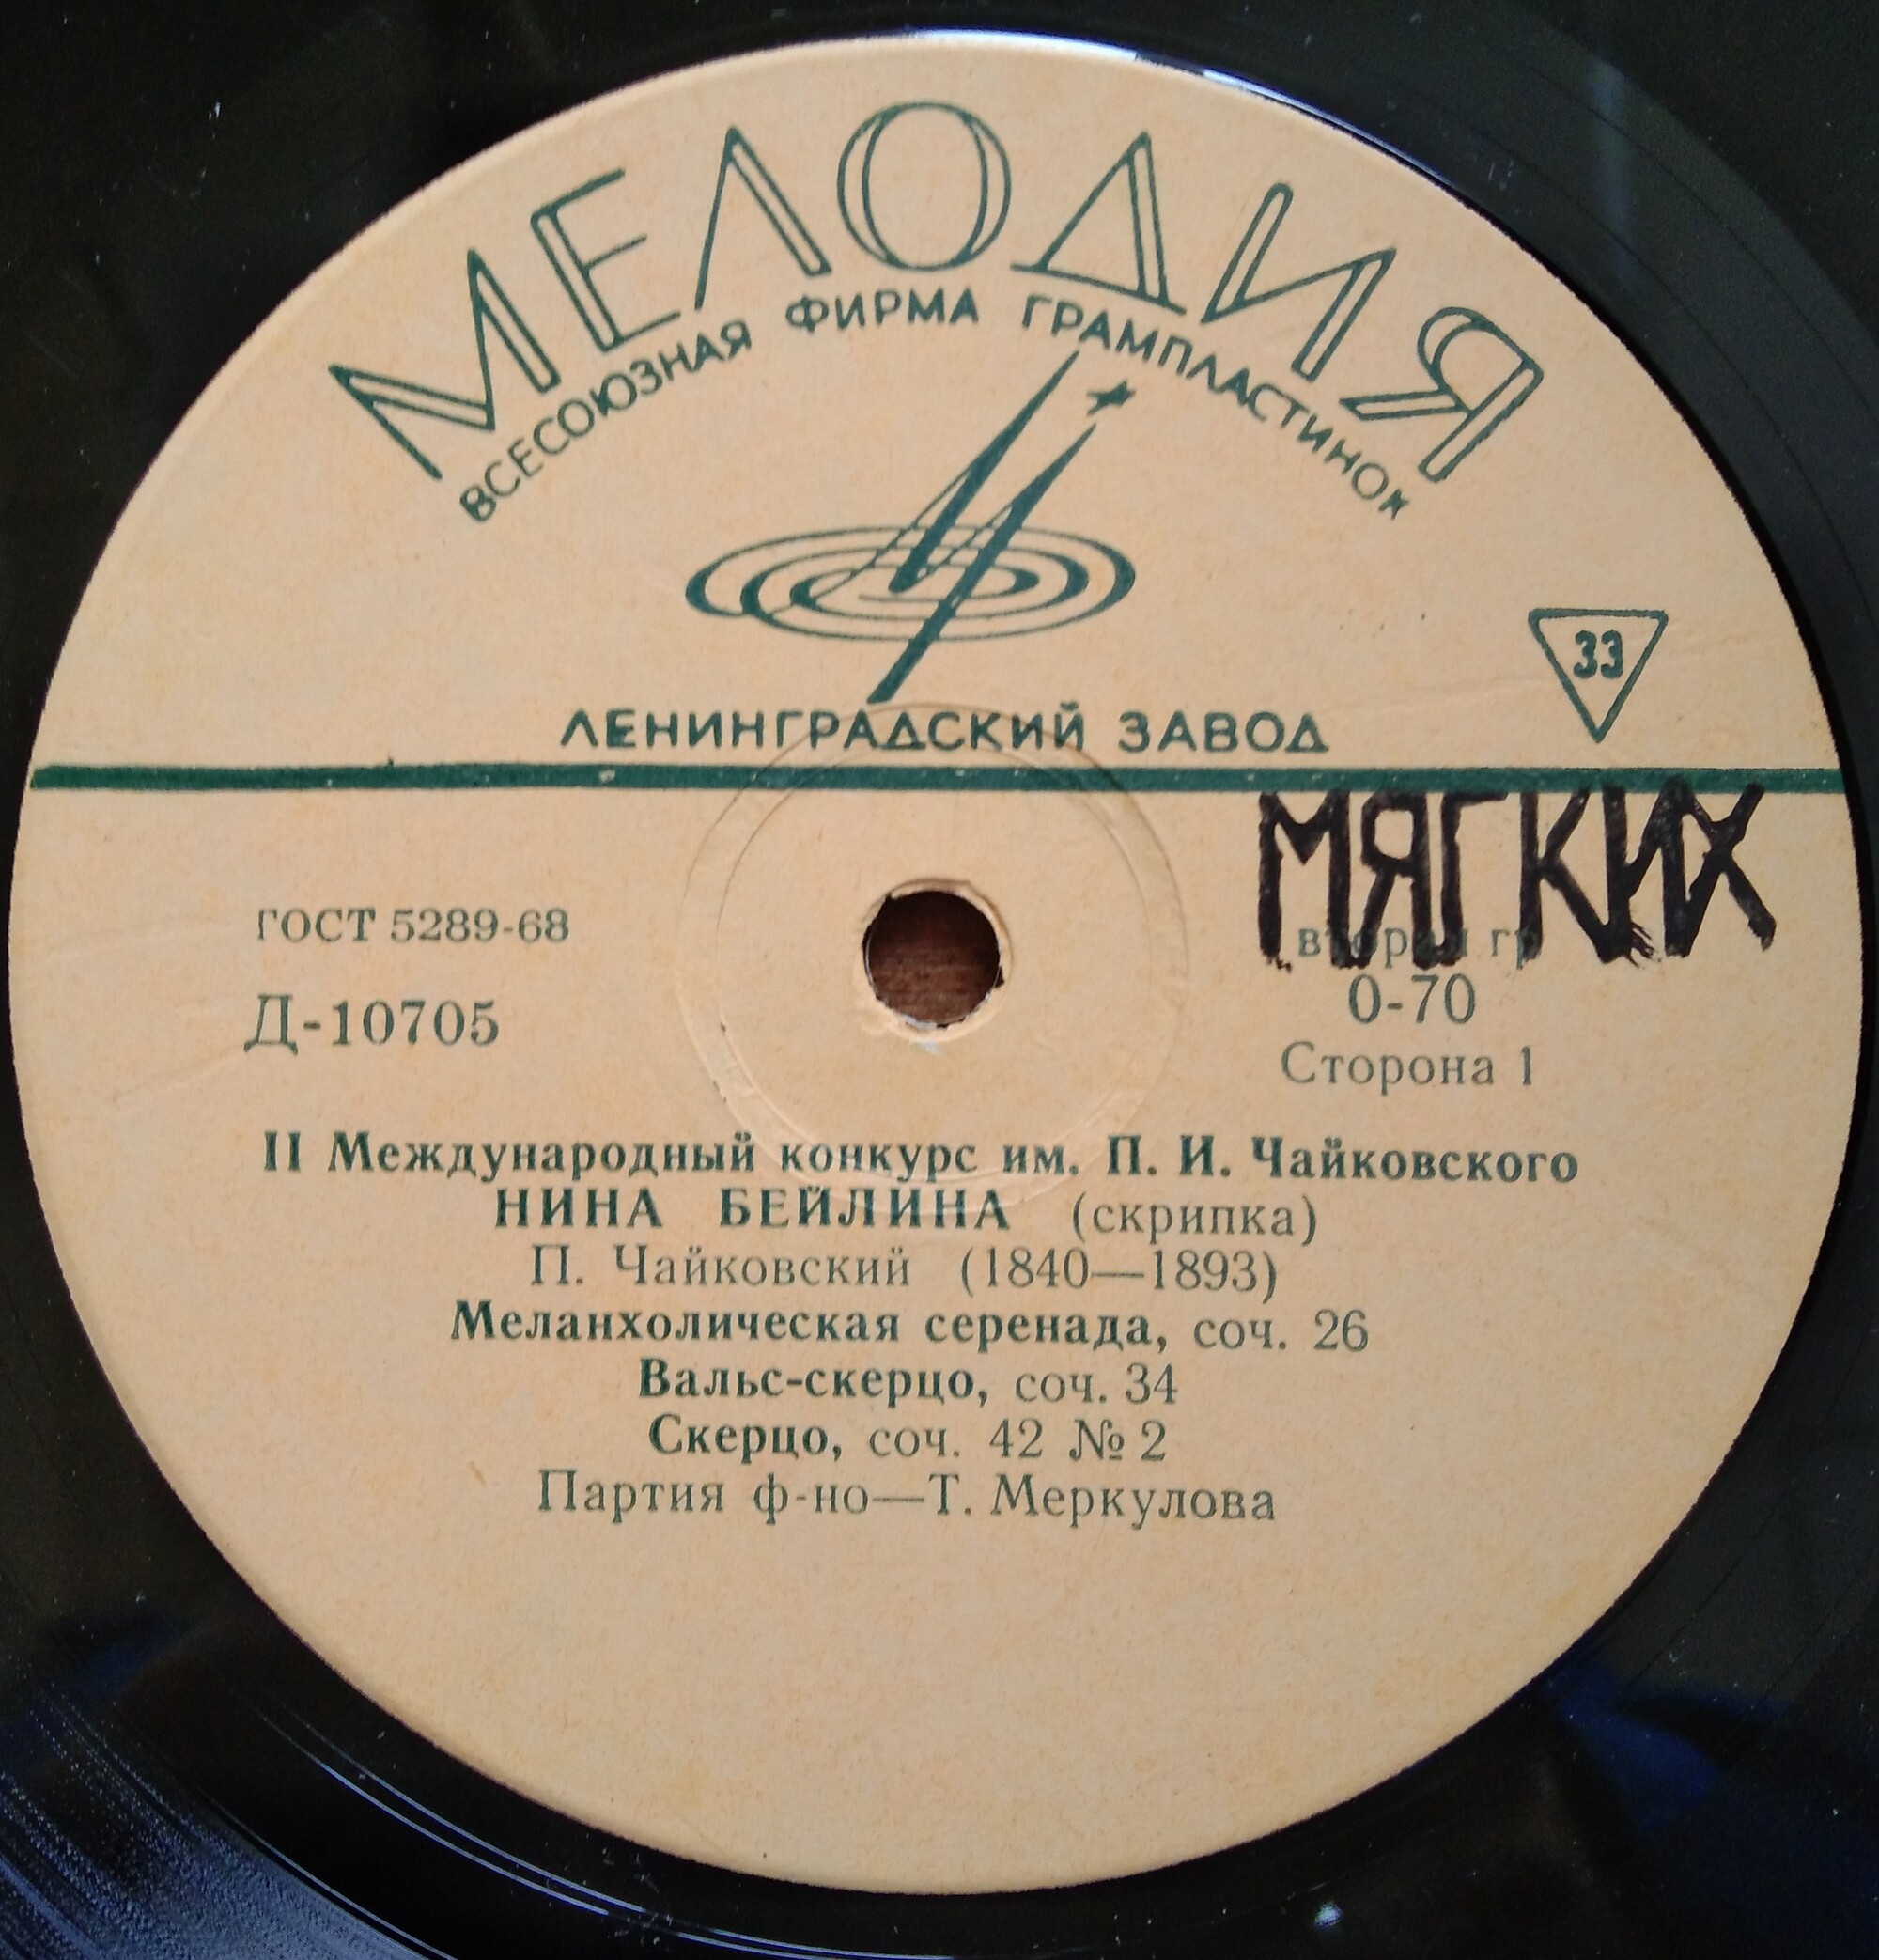 МЕЛОДИЯ
ВСЕСОЮЗНАЯ ФИРМА ГРАМПЛАСТИНОК
33
ЛЕНИНГРАДСКИЙ ЗАВОД
МЯГКИХ
ГОСТ 5289-68
вторая гр
Д-10705
0-70
Сторона 1
II Международный конкурс им. П. И. Чайковского
НИНА БЕЙЛИНА (скрипка)
П. Чайковский (1840—1893)
Меланхолическая серенада, соч. 26
Вальс-скерцо, соч. 34
Скерцо, соч. 42 № 2
Партия ф-но—Т. Меркулова